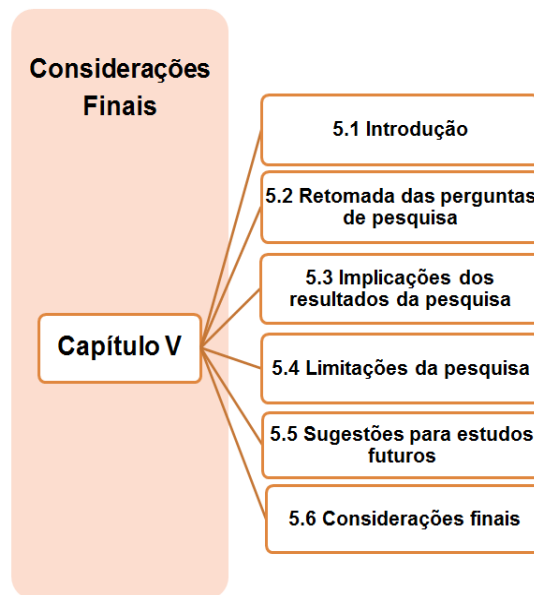 Considerações
Finais
Capítulo V
5.1 Introdução
5.2 Retomada das perguntas
de pesquisa
5.3 Implicações dos
resultados da pesquisa
5.4 Limitações da pesquisa
5.5 Sugestões para estudos
futuros
5.6 Considerações finais